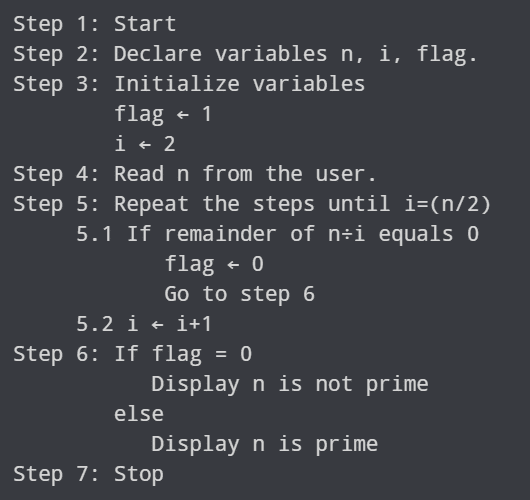 Step 1: Start
Step 2: Declare variables n, i, flag.
Step 3: Initialize variables
        flag ← 1
        i ← 2
Step 4: Read n from the user.
Step 5: Repeat the steps until i=(n/2)
     5.1 If remainder of n÷i equals 0
            flag ← 0
            Go to step 6
     5.2 i ← i+1
Step 6: If flag = 0
           Display n is not prime
        else
           Display n is prime
Step 7: Stop